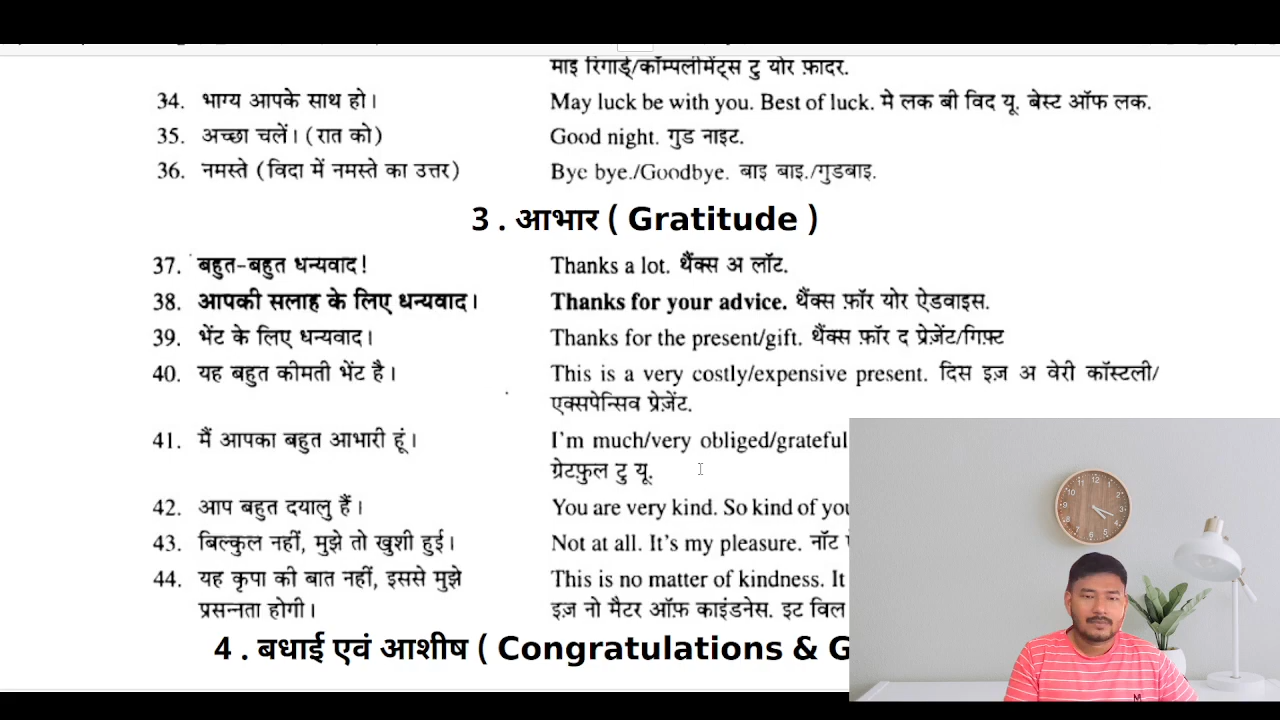 माइ रिगार्ड्/कॉम्पलीमेंट्स टु योर फ़ादर.
34. भाग्य आपके साथ हो। May luck be with you. Best of luck. मे लक बी विद यू. बेस्ट ऑफ लक.
35. अच्छा चलें। (रात को) Good night. गुड नाइट.
36. नमस्ते (विदा में नमस्ते का उत्तर) Bye bye./Goodbye. बाइ बाइ./गुडबाइ.
3 . आभार ( Gratitude )
37. बहुत-बहुत धन्यवाद! Thanks a lot. थैंक्स अ लॉट.
38. आपकी सलाह के लिए धन्यवाद। Thanks for your advice. थैंक्स फ़ॉर योर ऐडवाइस.
39. भेंट के लिए धन्यवाद। Thanks for the present/gift. थैंक्स फ़ॉर द प्रेज़ेंट/गिफ़्ट
40. यह बहुत कीमती भेंट है। This is a very costly/expensive present. दिस इज़ अ वेरी कॉस्टली/
एक्सपेन्सिव प्रेज़ेंट.
41. मैं आपका बहुत आभारी हूं। I'm much/very obliged/grateful
ग्रेटफुल टु यू.
42. आप बहुत दयालु हैं। You are very kind. So kind of you
43. बिल्कुल नहीं, मुझे तो खुशी हुई। Not at all. It's my pleasure. नॉट
44. यह कृपा की बात नहीं, इससे मुझे This is no matter of kindness. It
प्रसन्नता होगी। इज़ नो मैटर ऑफ़ काइंडनेस. इट विल
4 . बधाई एवं आशीष ( Congratulations & G